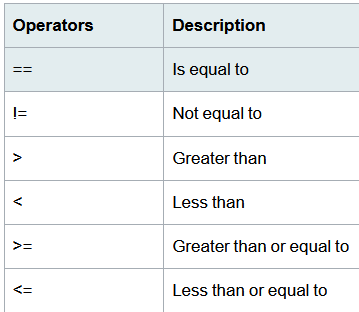 Operators Description
== Is equal to
!= Not equal to
> Greater than
< Less than
>= Greater than or equal to
<= Less than or equal to